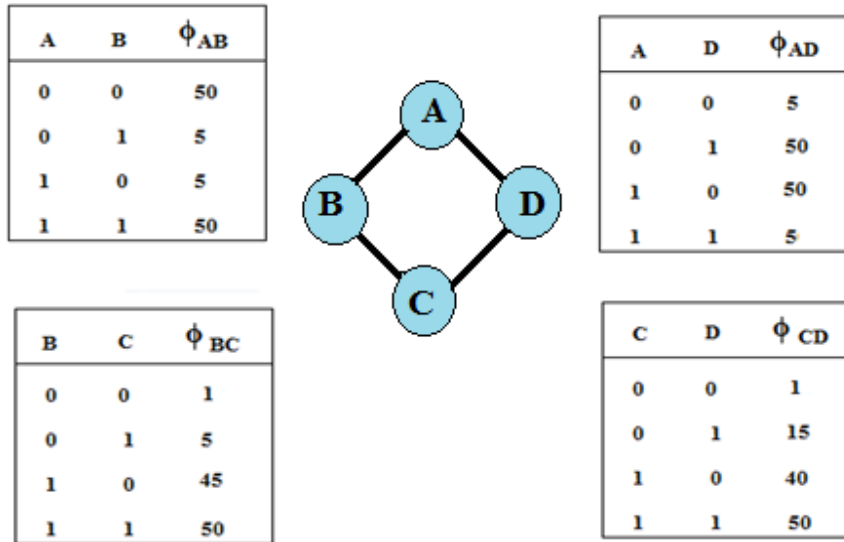 A B ϕAB
0 0 50
0 1 5
1 0 5
1 1 50
A D ϕAD
0 0 5
0 1 50
1 0 50
1 1 5
A
B
D
C
B C ϕBC
0 0 1
0 1 5
1 0 45
1 1 50
C D ϕCD
0 0 1
0 1 15
1 0 40
1 1 50